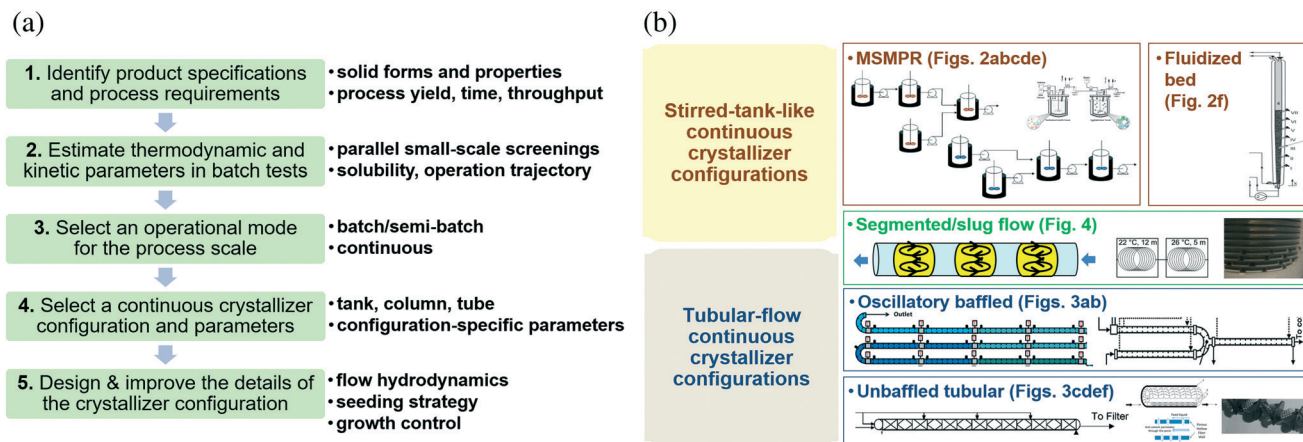 (a)
1. Identify product specifications
and process requirements
• solid forms and properties
• process yield, time, throughput
2. Estimate thermodynamic and
kinetic parameters in batch tests
• parallel small-scale screenings
• solubility, operation trajectory
3. Select an operational mode
for the process scale
• batch/semi-batch
• continuous
4. Select a continuous crystallizer
configuration and parameters
• tank, column, tube
• configuration-specific parameters
5. Design & improve the details of
the crystallizer configuration
• flow hydrodynamics
• seeding strategy
• growth control
(b)
Stirred-tank-like
continuous
crystallizer
configurations
Tubular-flow
continuous
crystallizer
configurations
• MSMPR (Figs. 2abcde)
• Fluidized
bed
(Fig. 2f)
VII
VI
V
IV
III
II
I
• Segmented/slug flow (Fig. 4)
22 °C, 12 m
26 °C, 5 m
• Oscillatory baffled (Figs. 3ab)
Outlet
• Unbaffled tubular (Figs. 3cdef)
To Filter